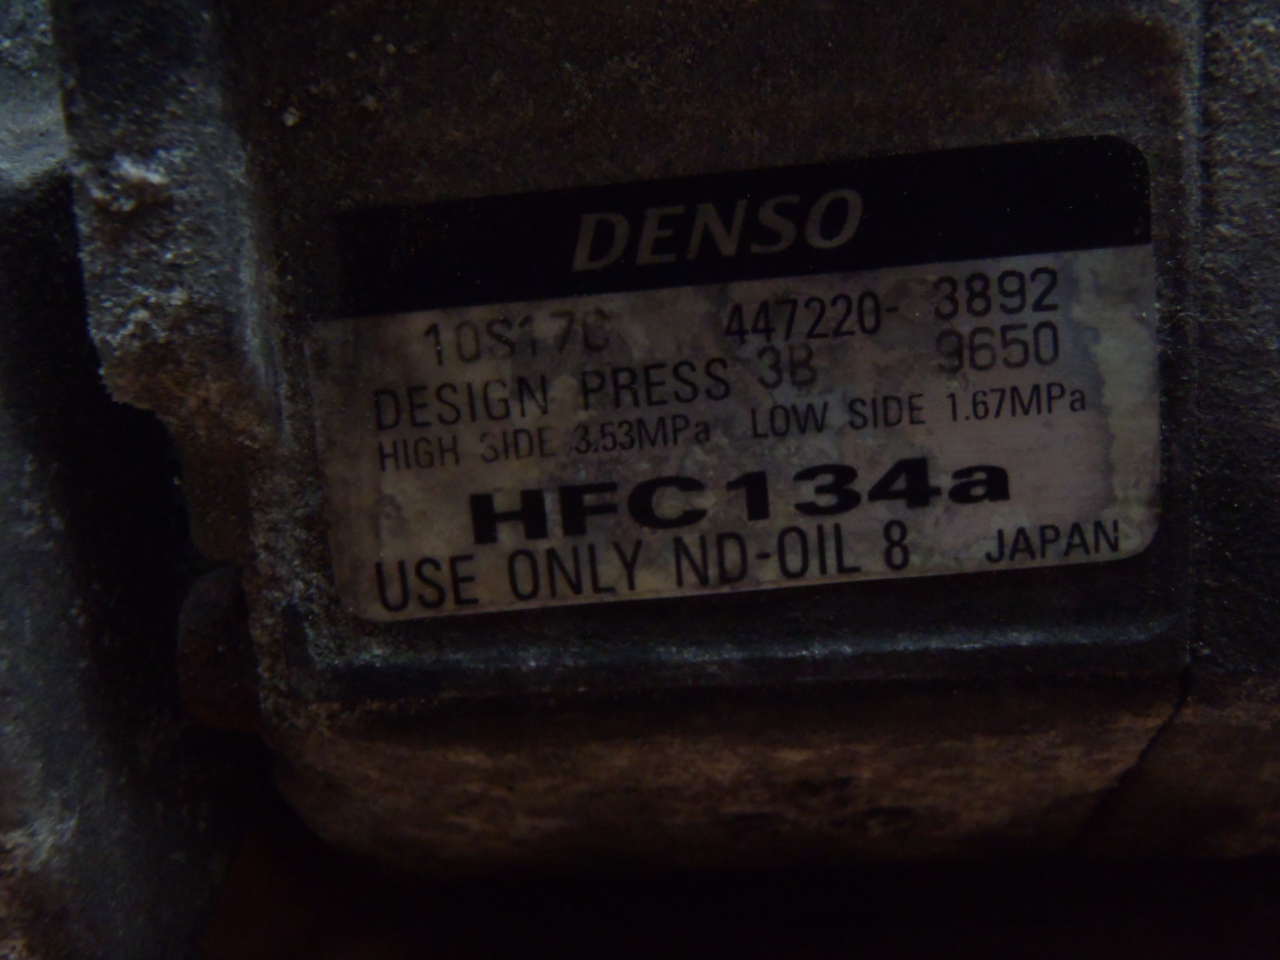 DENSO
10S17C 447220- 3892
DESIGN PRESS 3B 9650
HIGH SIDE 3.53MPa LOW SIDE 1.67MPa
HFC134a
USE ONLY ND-OIL 8 JAPAN